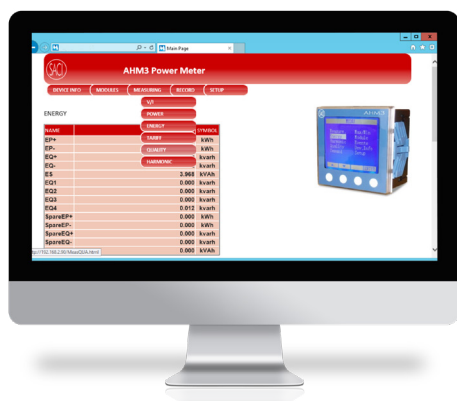 Main Page
SACI
AHM3 Power Meter
DEVICE INFO MODULES MEASURING RECORD SETUP
V/I
POWER
ENERGY
TARIFF
QUALITY
HARMONIC
ENERGY
NAME SYMBOL
EP+ kWh
EP- kWh
EQ+ kvarh
EQ- kvarh
ES 3.968 kVAh
EQ1 0.000 kvarh
EQ2 0.000 kvarh
EQ3 0.000 kvarh
EQ4 0.012 kvarh
SpareEP+ 0.000 kWh
SpareEP- 0.000 kWh
SpareEQ+ 0.000 kvarh
SpareEQ- 0.000 kvarh
0.000 kVAh
AHM3